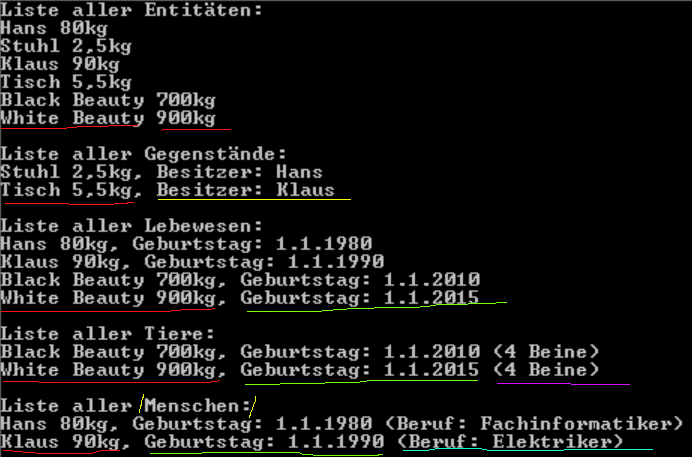 Liste aller Entitäten:
Hans 80kg
Stuhl 2,5kg
Klaus 90kg
Tisch 5,5kg
Black Beauty 700kg
White Beauty 900kg
Liste aller Gegenstände:
Stuhl 2,5kg, Besitzer: Hans
Tisch 5,5kg, Besitzer: Klaus
Liste aller Lebewesen:
Hans 80kg, Geburtstag: 1.1.1980
Klaus 90kg, Geburtstag: 1.1.1990
Black Beauty 700kg, Geburtstag: 1.1.2010
White Beauty 900kg, Geburtstag: 1.1.2015
Liste aller Tiere:
Black Beauty 700kg, Geburtstag: 1.1.2010 (4 Beine)
White Beauty 900kg, Geburtstag: 1.1.2015 (4 Beine)
Liste aller Menschen:
Hans 80kg, Geburtstag: 1.1.1980 (Beruf: Fachinformatiker)
Klaus 90kg, Geburtstag: 1.1.1990 (Beruf: Elektriker)